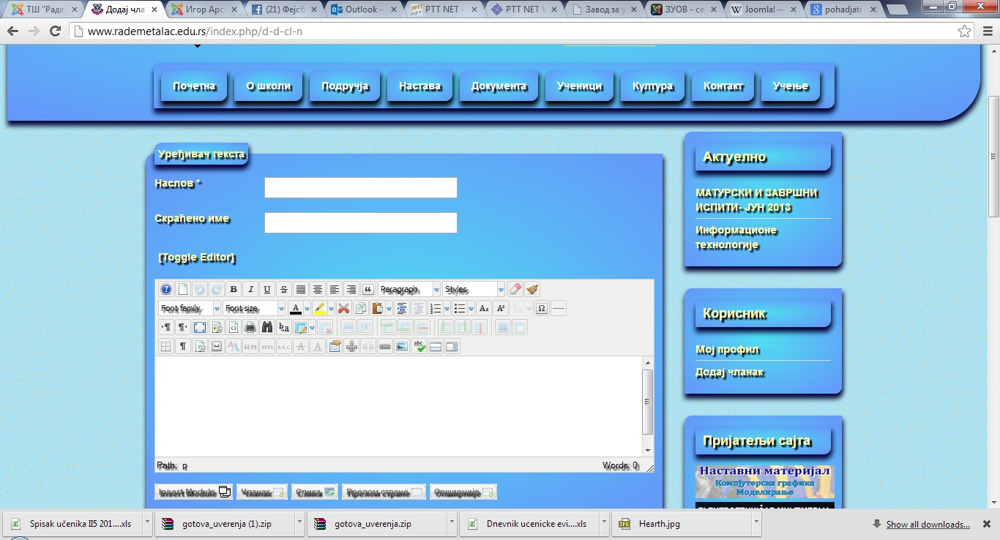 ТШ "Раде
Додај чла
Игор Арс
(21) Фејсб
Outlook –
PTT NET -
PTT NET W
Завод за у
ЗУОВ - се
Joomla! —
pohadjati
www.rademetalac.edu.rs/index.php/d-d-cl-n
Почетна О школи Подручја Настава Документа Ученици Култура Контакт Учење
Уређивач текста
Наслов *
Скраћено име
[Toggle Editor]
Paragraph Styles
Font family Font size
Path: p Words: 0
Insert Module Чланак Слика Прелом стране Опширније
Актуелно
МАТУРСКИ И ЗАВРШНИ
ИСПИТИ- ЈУН 2013
Информационе
технологије
Корисник
Мој профил
Додај чланак
Пријатељи сајта
Наставни материјал
Компјутерска графика
Моделирање
Spisak učenika II5 201....xls
gotova_uverenja (1).zip
gotova_uverenja.zip
Dnevnik ucenicke evi....xls
Hearth.jpg
Show all downloads...